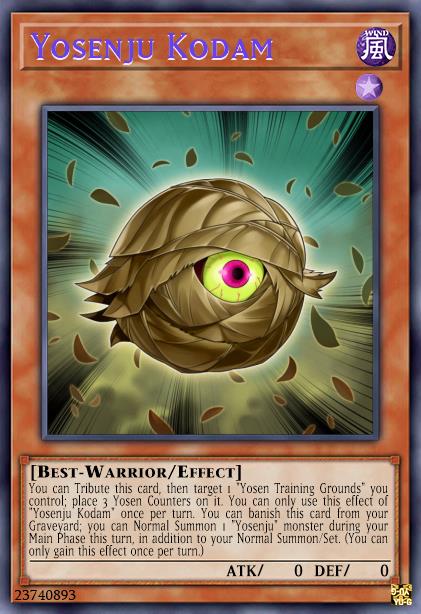 Yosenju Kodam
WIND
風
[Best-Warrior/Effect]
You can Tribute this card, then target 1 "Yosen Training Grounds" you
control; place 3 Yosen Counters on it. You can only use this effect of
"Yosenju Kodam" once per turn. You can banish this card from your
Graveyard; you can Normal Summon 1 "Yosenju" monster during your
Main Phase this turn, in addition to your Normal Summon/Set. (You can
only gain this effect once per turn.)
ATK/ 0 DEF/ 0
23740893